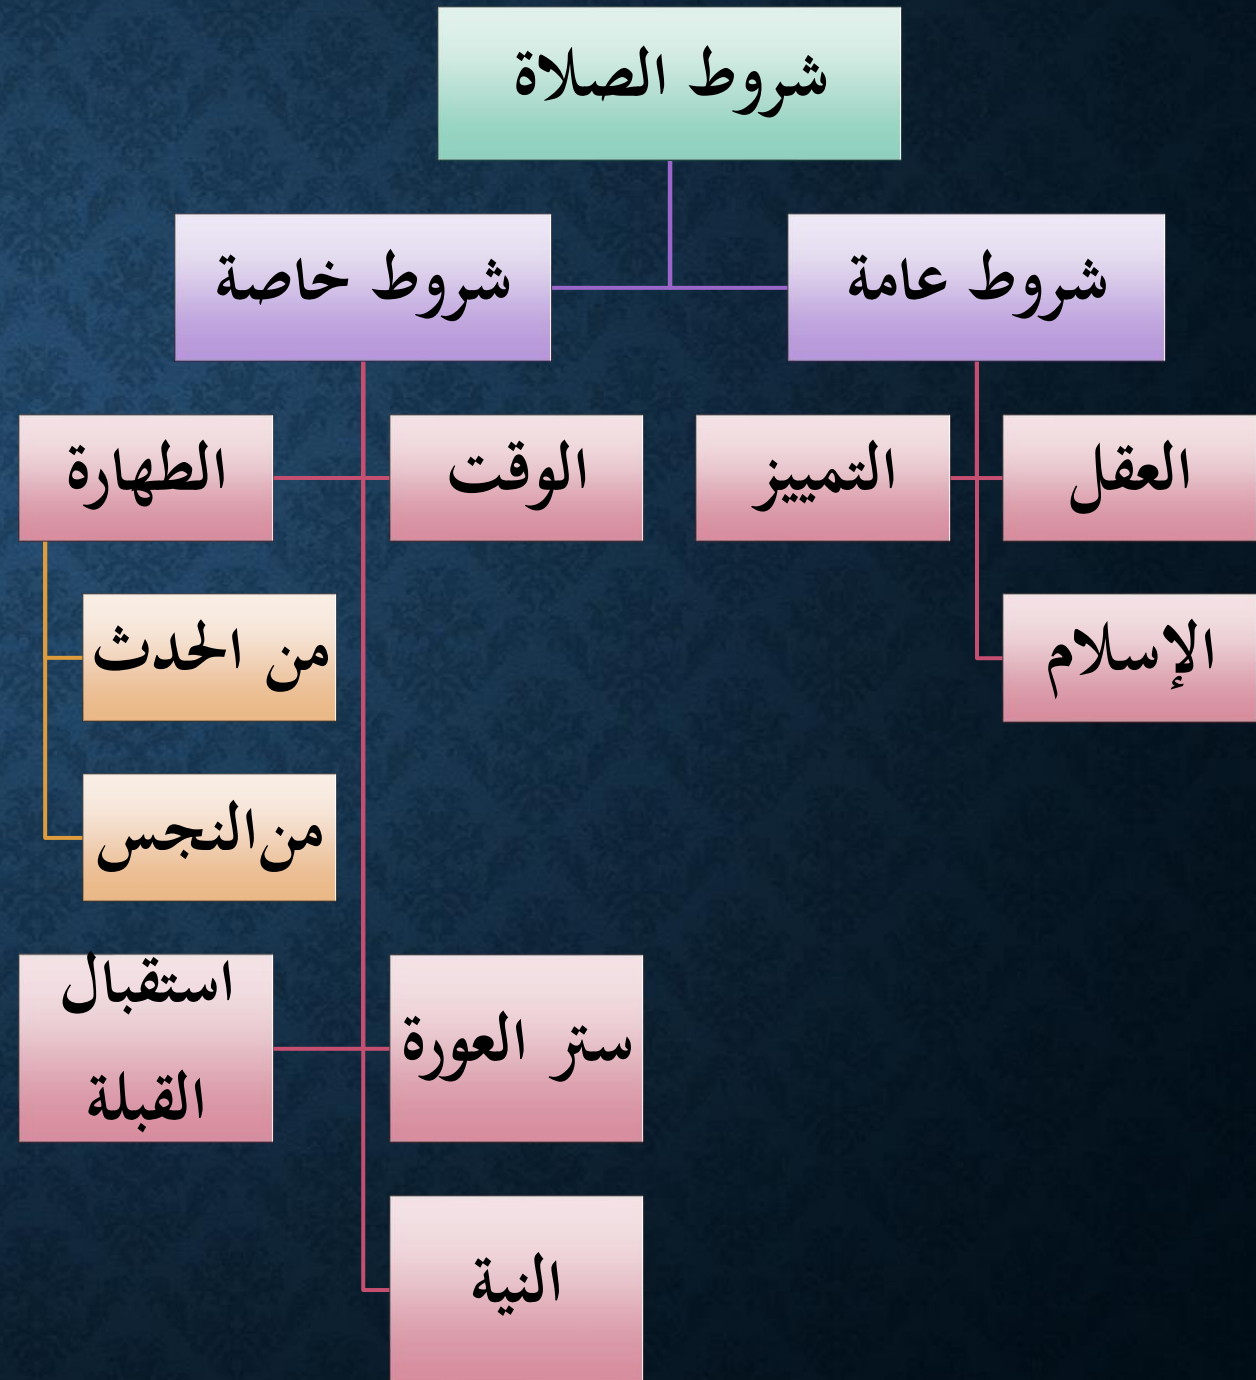 شروط الصلاة
شروط عامة
شروط خاصة
العقل
التمييز
الوقت
الطهارة
الإسلام
من الحدث
من النجس
ستر العورة
استقبال
القبلة
النية